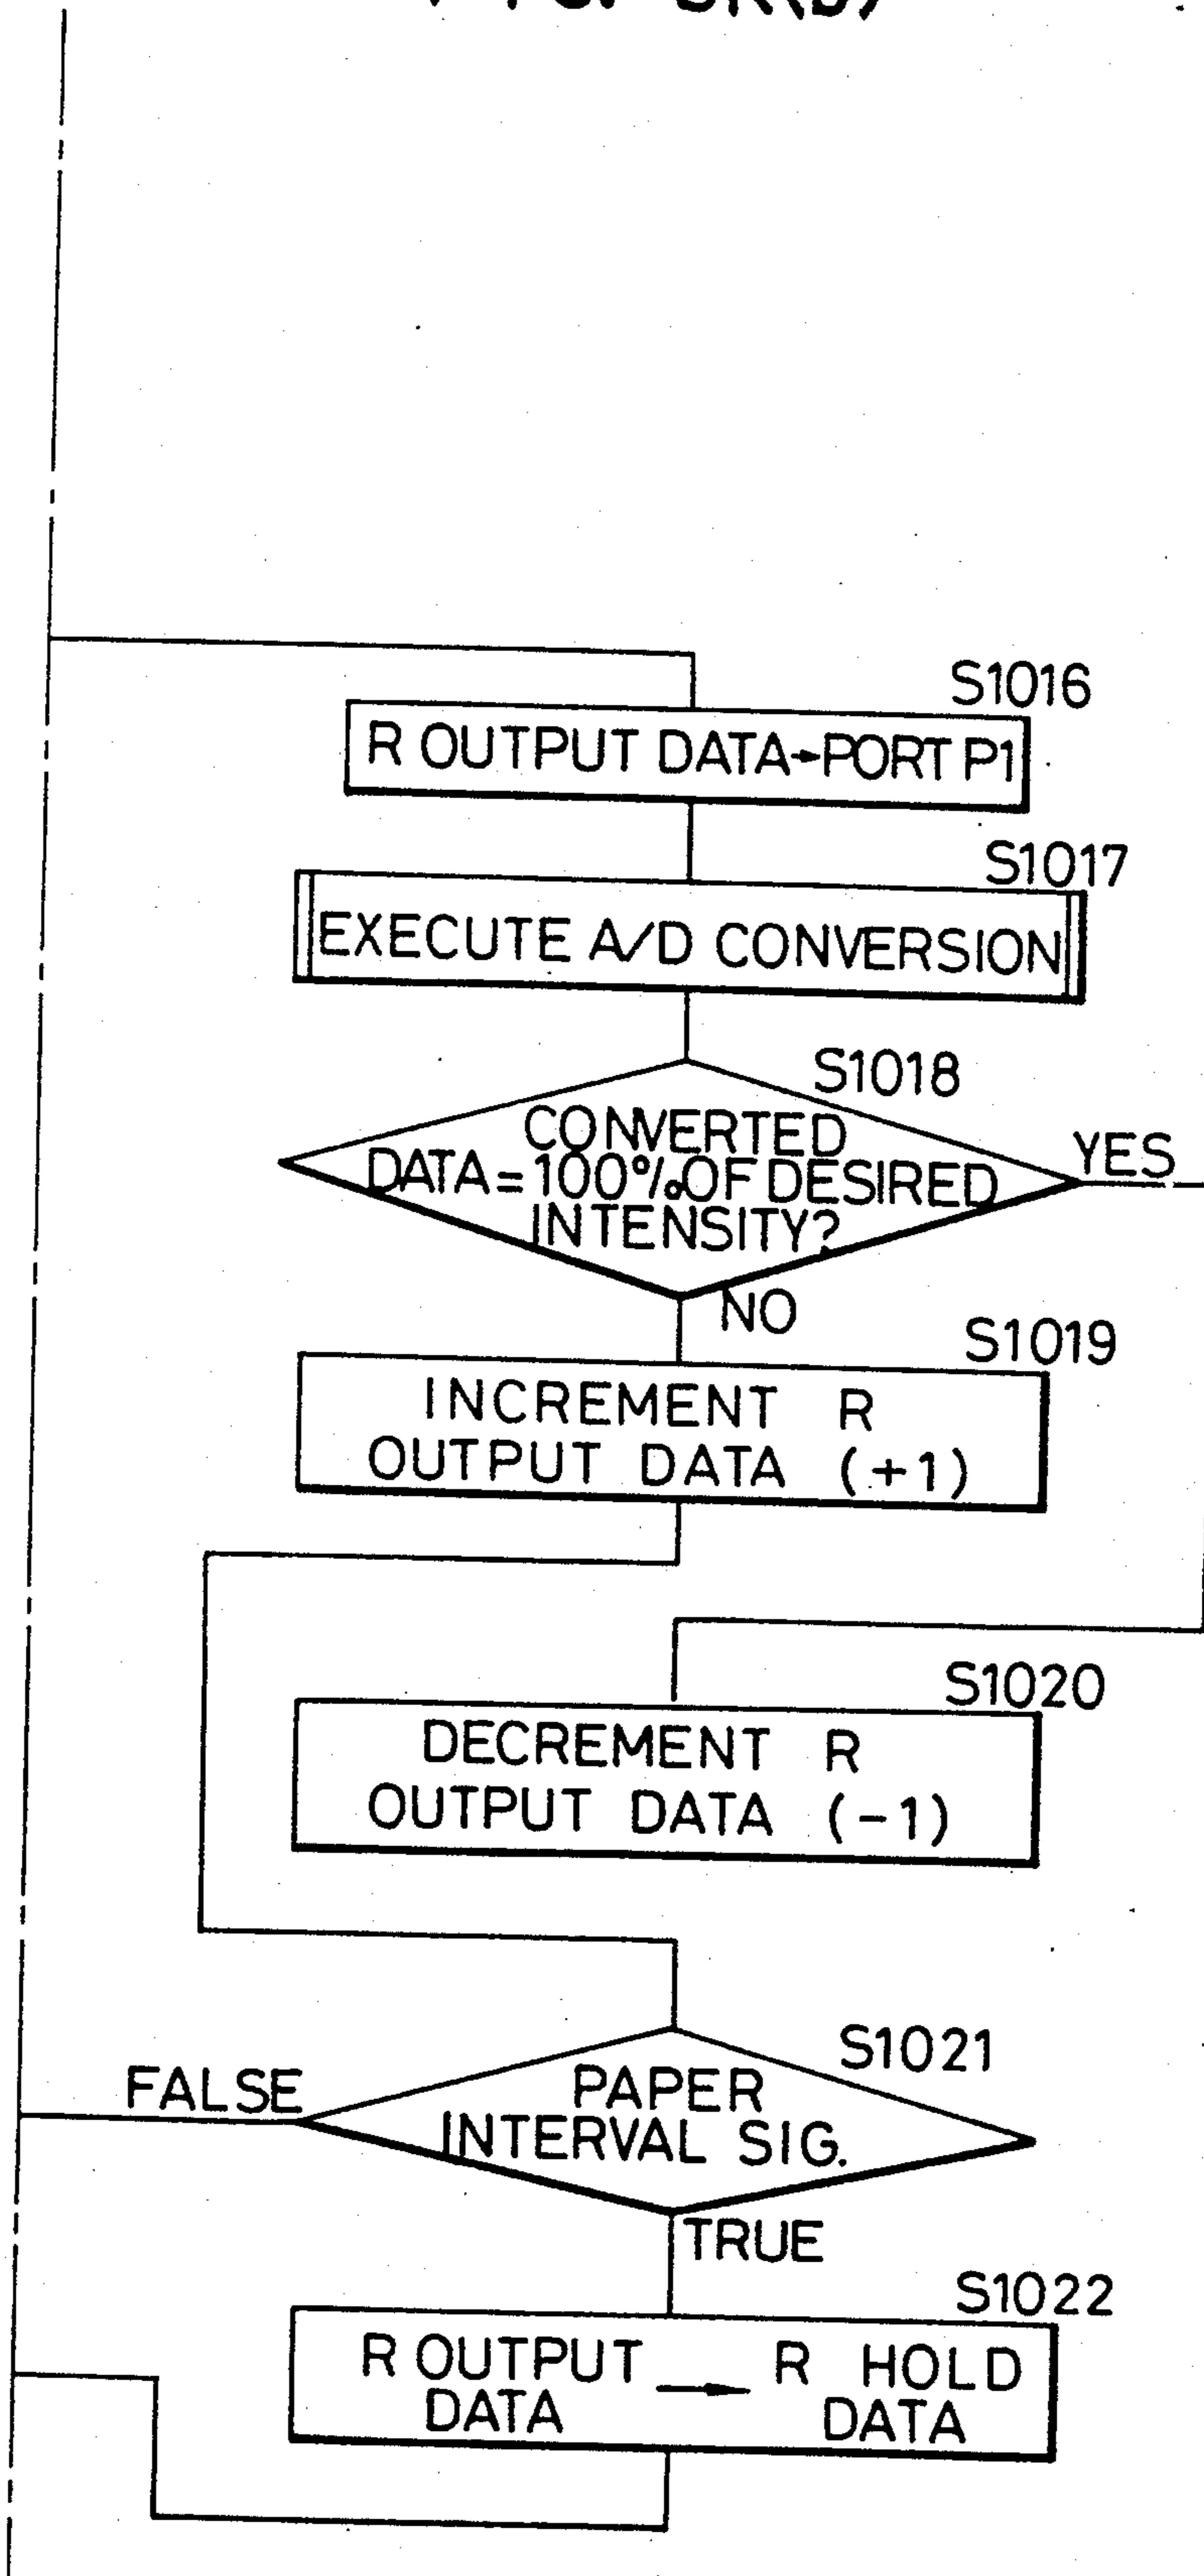 S1016
R OUTPUT DATA→PORT P1
S1017
EXECUTE A/D CONVERSION
S1018
CONVERTED
DATA=100% OF DESIRED
INTENSITY?
YES
NO
S1019
INCREMENT R
OUTPUT DATA (+1)
S1020
DECREMENT R
OUTPUT DATA (-1)
S1021
PAPER
INTERVAL SIG.
FALSE
TRUE
S1022
R OUTPUT → R HOLD
DATA DATA